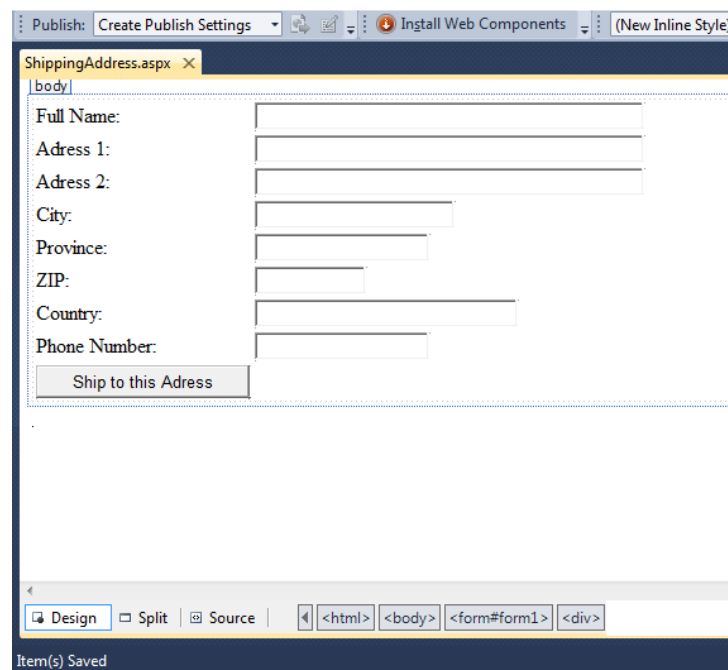 Publish: Create Publish Settings Install Web Components (New Inline Style)
ShippingAddress.aspx
body
Full Name:
Adress 1:
Adress 2:
City:
Province:
ZIP:
Country:
Phone Number:
Ship to this Adress
Design Split Source <html> <body> <form#form1> <div>
Item(s) Saved